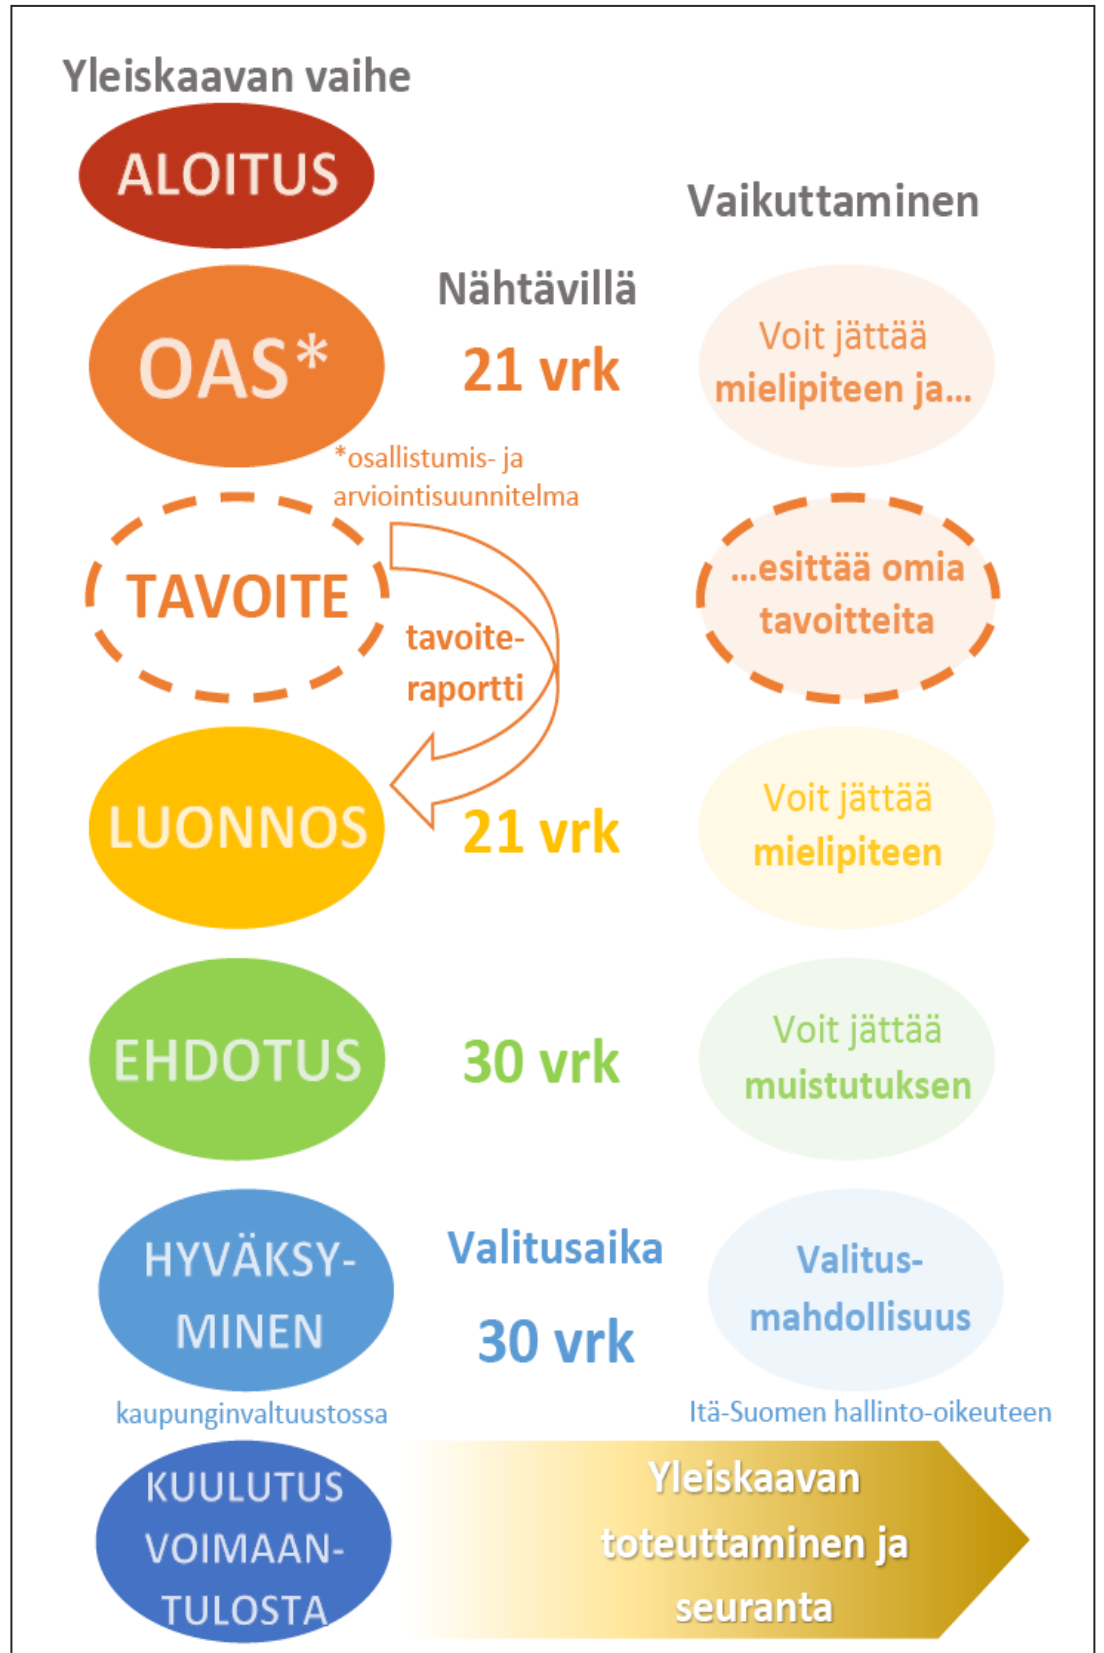 Yleiskaavan vaihe
ALOITUS
Vaikuttaminen
Nähtävillä
OAS*
21 vrk
Voit jättää
mielipiteen ja...
*osallistumis- ja
arviointisuunnitelma
TAVOITE
tavoite-
raportti
...esittää omia
tavoitteita
LUONNOS
21 vrk
Voit jättää
mielipiteen
EHDOTUS
30 vrk
Voit jättää
muistutuksen
HYVÄKSY-
MINEN
Valitusaika
30 vrk
Valitus-
mahdollisuus
kaupunginvaltuustossa
Itä-Suomen hallinto-oikeuteen
KUULUTUS
VOIMAAN-
TULOSTA
Yleiskaavan
toteuttaminen ja
seuranta